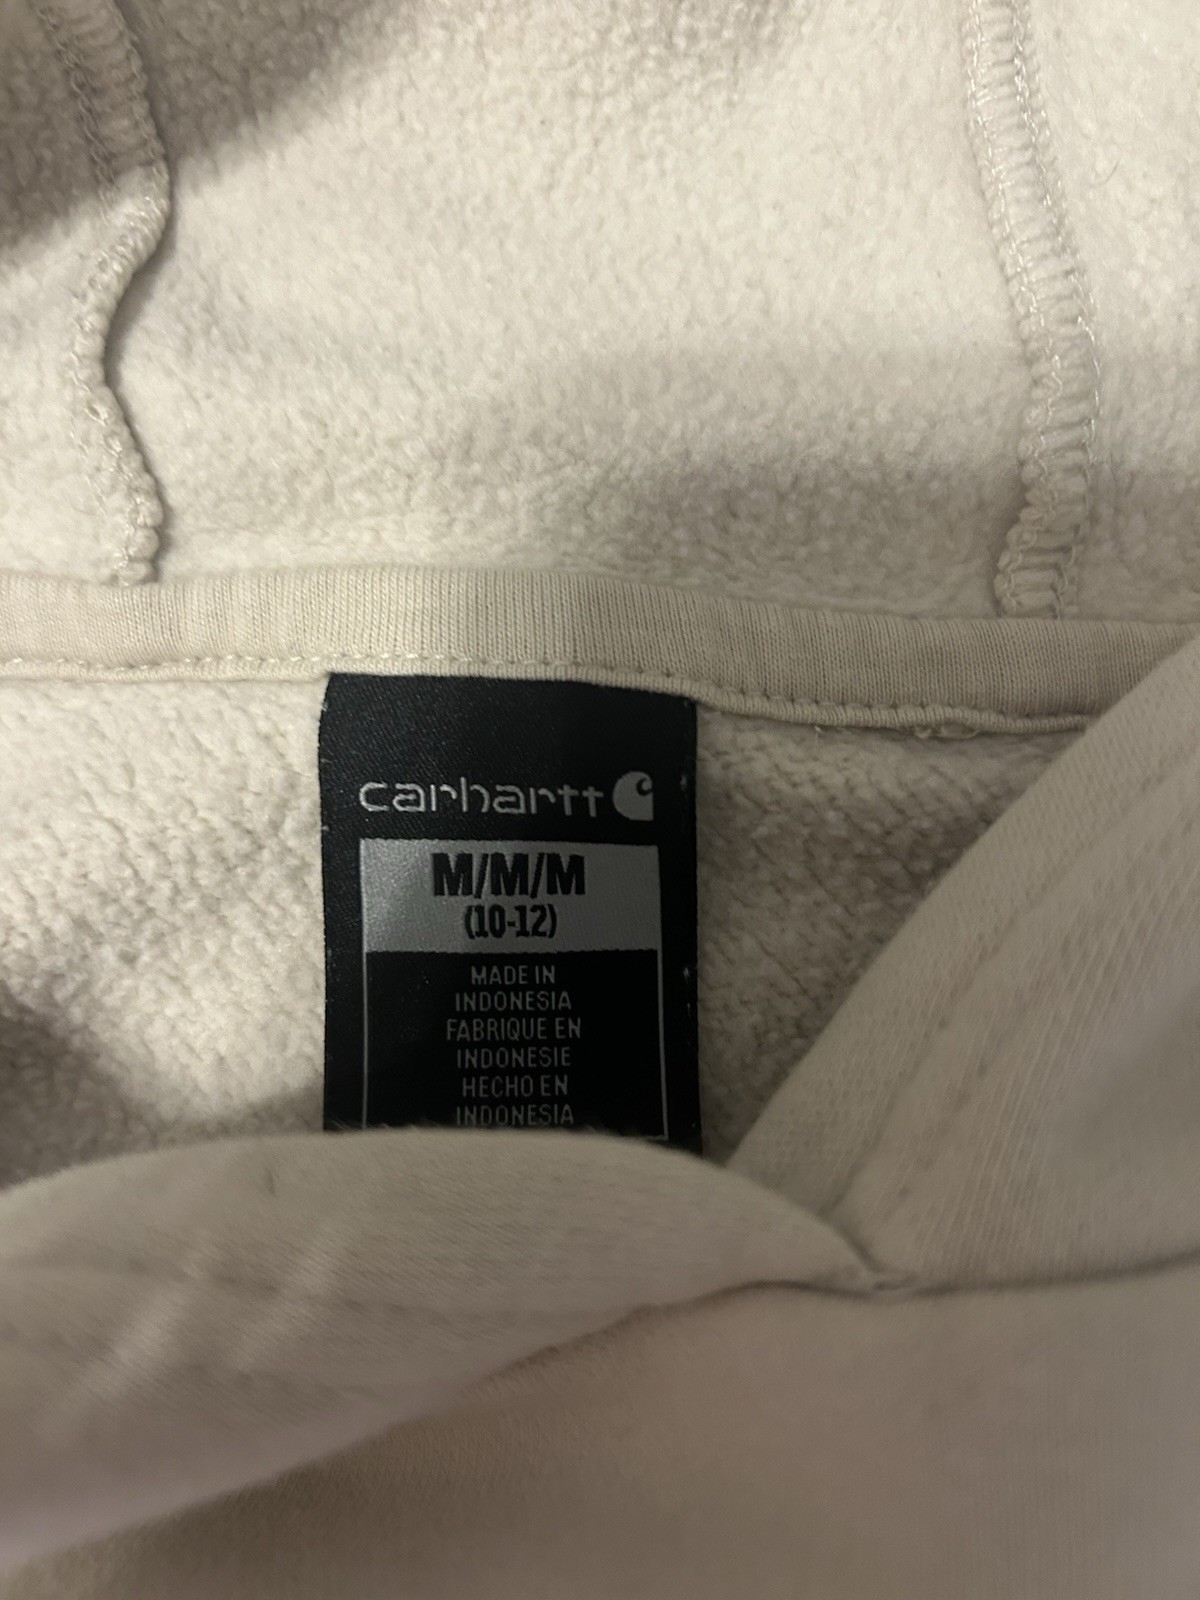 carhartt
M/M/M
(10-12)
MADE IN
INDONESIA
FABRIQUE EN
INDONESIE
HECHO EN
INDONESIA